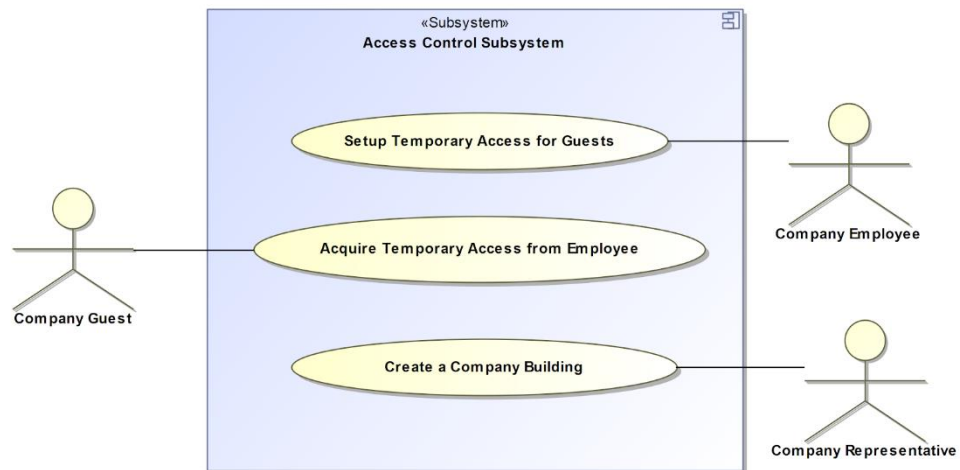 «Subsystem»
Access Control Subsystem
Setup Temporary Access for Guests
Company Employee
Acquire Temporary Access from Employee
Company Guest
Create a Company Building
Company Representative